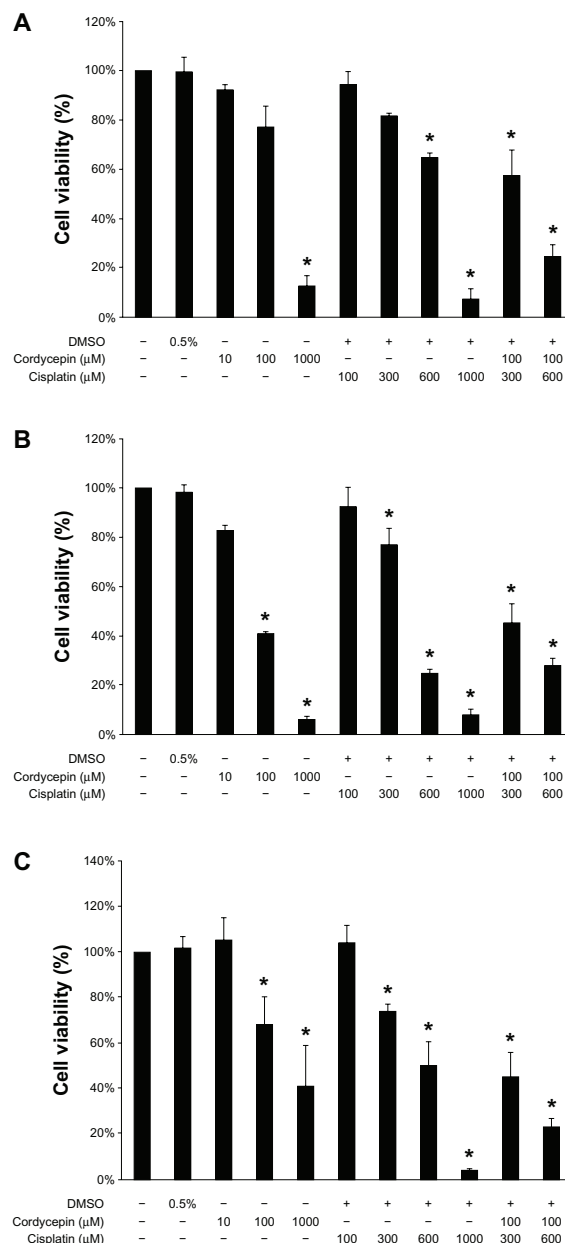 A
120%
100%
80%
60%
40%
20%
0%
Cell viability (%)
* * * * *
DMSO – 0.5% – – – + + + + + +
Cordycepin (μM) – – 10 100 1000 – – – – 100 100
Cisplatin (μM) – – – – – 100 300 600 1000 300 600
B
120%
100%
80%
60%
40%
20%
0%
Cell viability (%)
* * * * * * *
DMSO – 0.5% – – – + + + + + +
Cordycepin (μM) – – 10 100 1000 – – – – 100 100
Cisplatin (μM) – – – – – 100 300 600 1000 300 600
C
140%
120%
100%
80%
60%
40%
20%
0%
Cell viability (%)
* * * * * * *
DMSO – 0.5% – – – + + + + + +
Cordycepin (μM) – – 10 100 1000 – – – – 100 100
Cisplatin (μM) – – – – – 100 300 600 1000 300 600